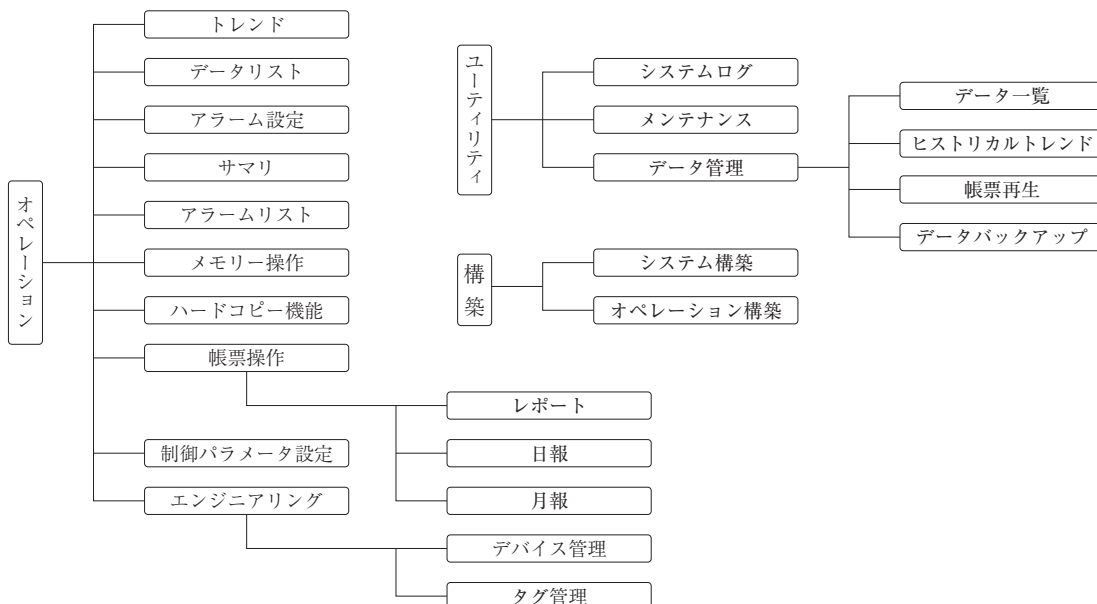 オペレーション
トレンド
データリスト
アラーム設定
サマリ
アラームリスト
メモリー操作
ハードコピー機能
帳票操作
レポート
日報
月報
制御パラメータ設定
エンジニアリング
デバイス管理
タグ管理
ユーティリティ
システムログ
メンテナンス
データ管理
データ一覧
ヒストリカルトレンド
帳票再生
データバックアップ
構築
システム構築
オペレーション構築